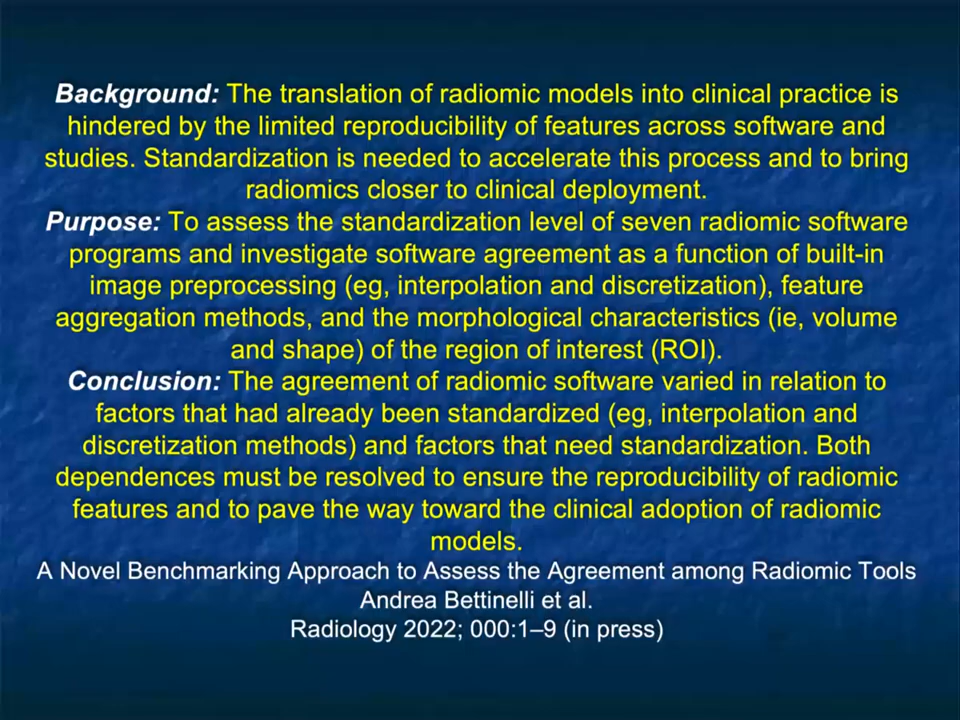 Background: The translation of radiomic models into clinical practice is
hindered by the limited reproducibility of features across software and
studies. Standardization is needed to accelerate this process and to bring
radiomics closer to clinical deployment.
Purpose: To assess the standardization level of seven radiomic software
programs and investigate software agreement as a function of built-in
image preprocessing (eg, interpolation and discretization), feature
aggregation methods, and the morphological characteristics (ie, volume
and shape) of the region of interest (ROI).
Conclusion: The agreement of radiomic software varied in relation to
factors that had already been standardized (eg, interpolation and
discretization methods) and factors that need standardization. Both
dependences must be resolved to ensure the reproducibility of radiomic
features and to pave the way toward the clinical adoption of radiomic
models.
A Novel Benchmarking Approach to Assess the Agreement among Radiomic Tools
Andrea Bettinelli et al.
Radiology 2022; 000:1–9 (in press)